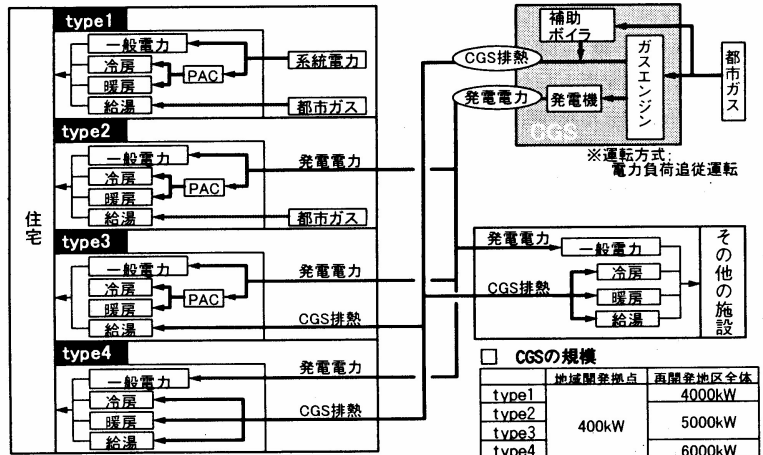 type1
一般電力
冷房
暖房
給湯
PAC
系統電力
都市ガス
type2
一般電力
冷房
暖房
給湯
PAC
発電電力
都市ガス
住宅
type3
一般電力
冷房
暖房
給湯
PAC
発電電力
CGS排熱
type4
一般電力
冷房
暖房
給湯
発電電力
CGS排熱
補助
ボイラ
ガスエンジン
都市ガス
CGS排熱
発電電力
発電機
CGS
※運転方式:
電力負荷追従運転
発電電力
CGS排熱
一般電力
冷房
暖房
給湯
その他の施設
□ CGSの規模
地域開発拠点 再開発地区全体
type1 4000kW
type2
type3 400kW 5000kW
type4 6000kW